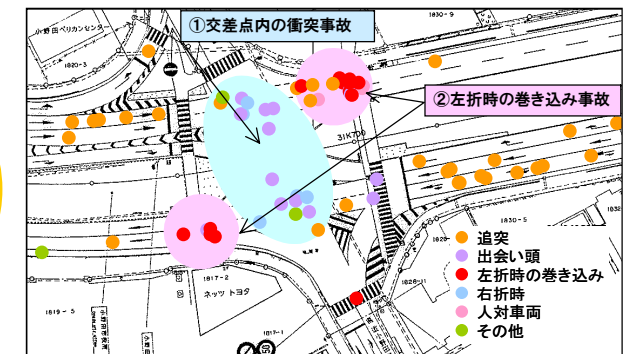 ①交差点内の衝突事故
1830-9
小野田ペリカンセンタ
1820-3
②左折時の巻き込み事故
31K700
1830-5
1832
追突
出会い頭
左折時の巻き込み
右折時
人対車両
その他
1828-11
1817-2
ネッツ トヨタ
1819-5
1817-1